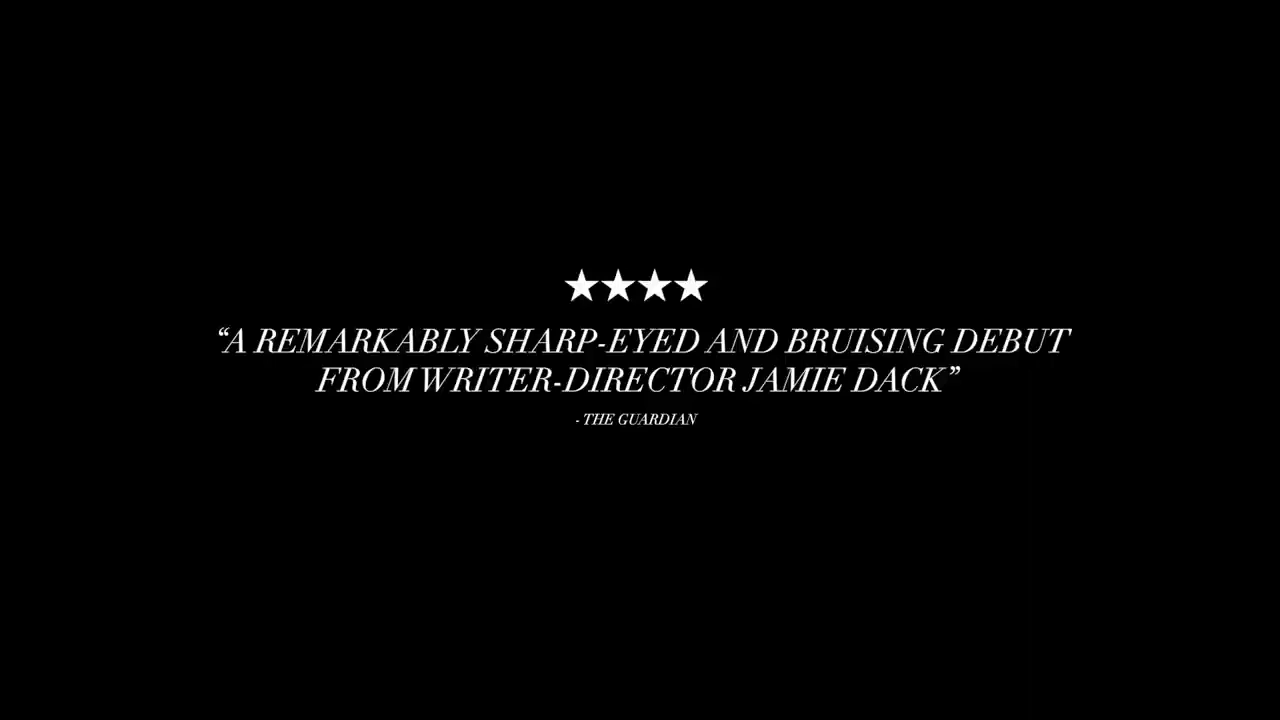 ★★★★
“A REMARKABLY SHARP-EYED AND BRUISING DEBUT
FROM WRITER-DIRECTOR JAMIE DACK”
- THE GUARDIAN